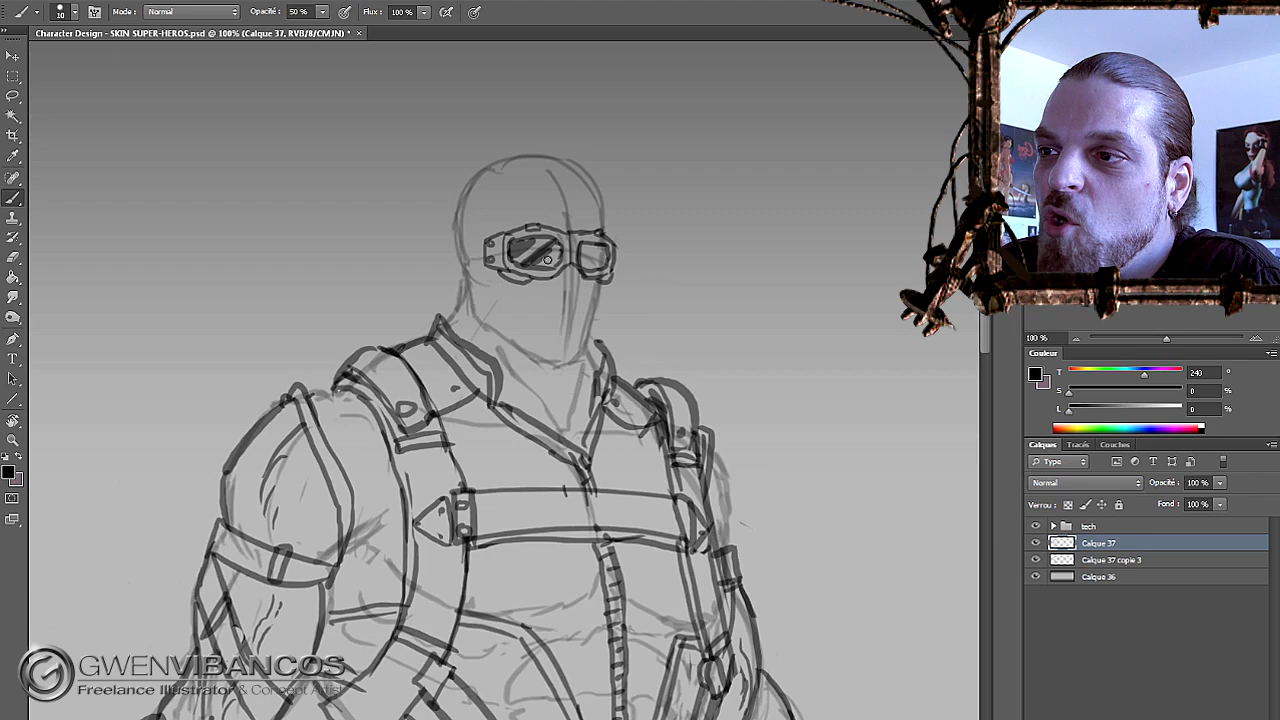 10 Mode : Normal Opacité : 50 % Flux : 100 %
Character Design - SKIN SUPER-HEROS.psd @ 100% (Calque 37, RVB/8/CMJN) * ×
100 %
Couleur
T 240 °
S 0 %
L 0 %
Calques Tracés Couches
Type
Normal Opacité : 100 %
Verrou : Fond : 100 %
tech
Calque 37
Calque 37 copie 3
Calque 36
GWENVIBANCOS
Freelance Illustrator & Concept Artist